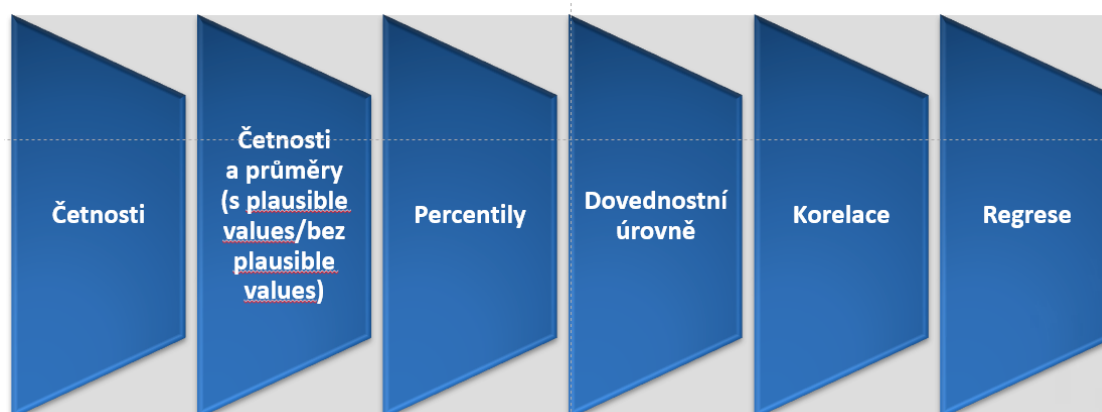 Četnosti
Četnosti
a průměry
(s plausible
values/bez
plausible
values)
Percentily
Dovednostní
úrovně
Korelace
Regrese